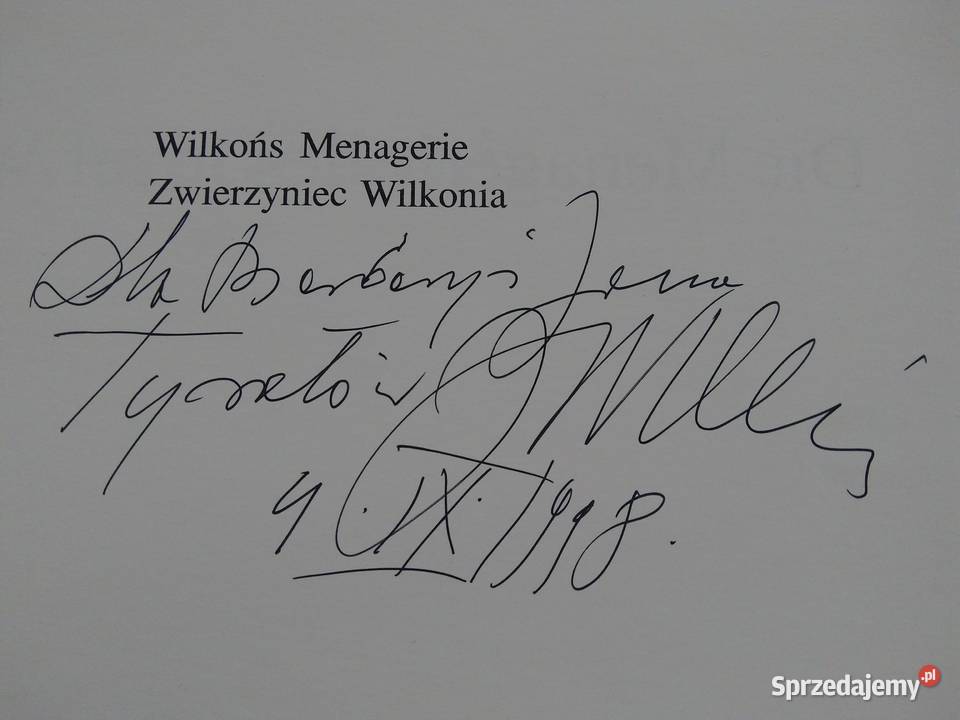 Wilkońs Menagerie
Zwierzyniec Wilkonia
Dla Barbary i Jana
4.IX.1998.
Sprzedajemy.pl